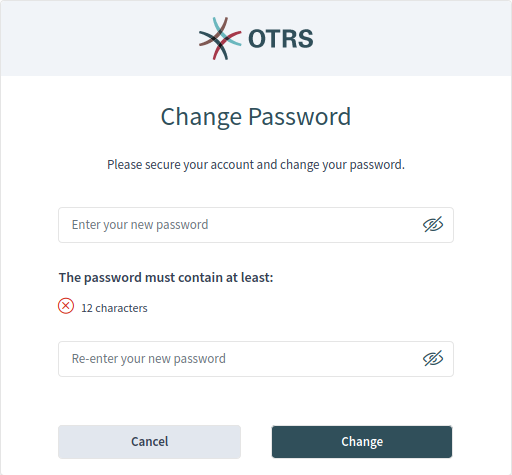 OTRS
Change Password
Please secure your account and change your password.
Enter your new password
The password must contain at least:
12 characters
Re-enter your new password
Cancel
Change